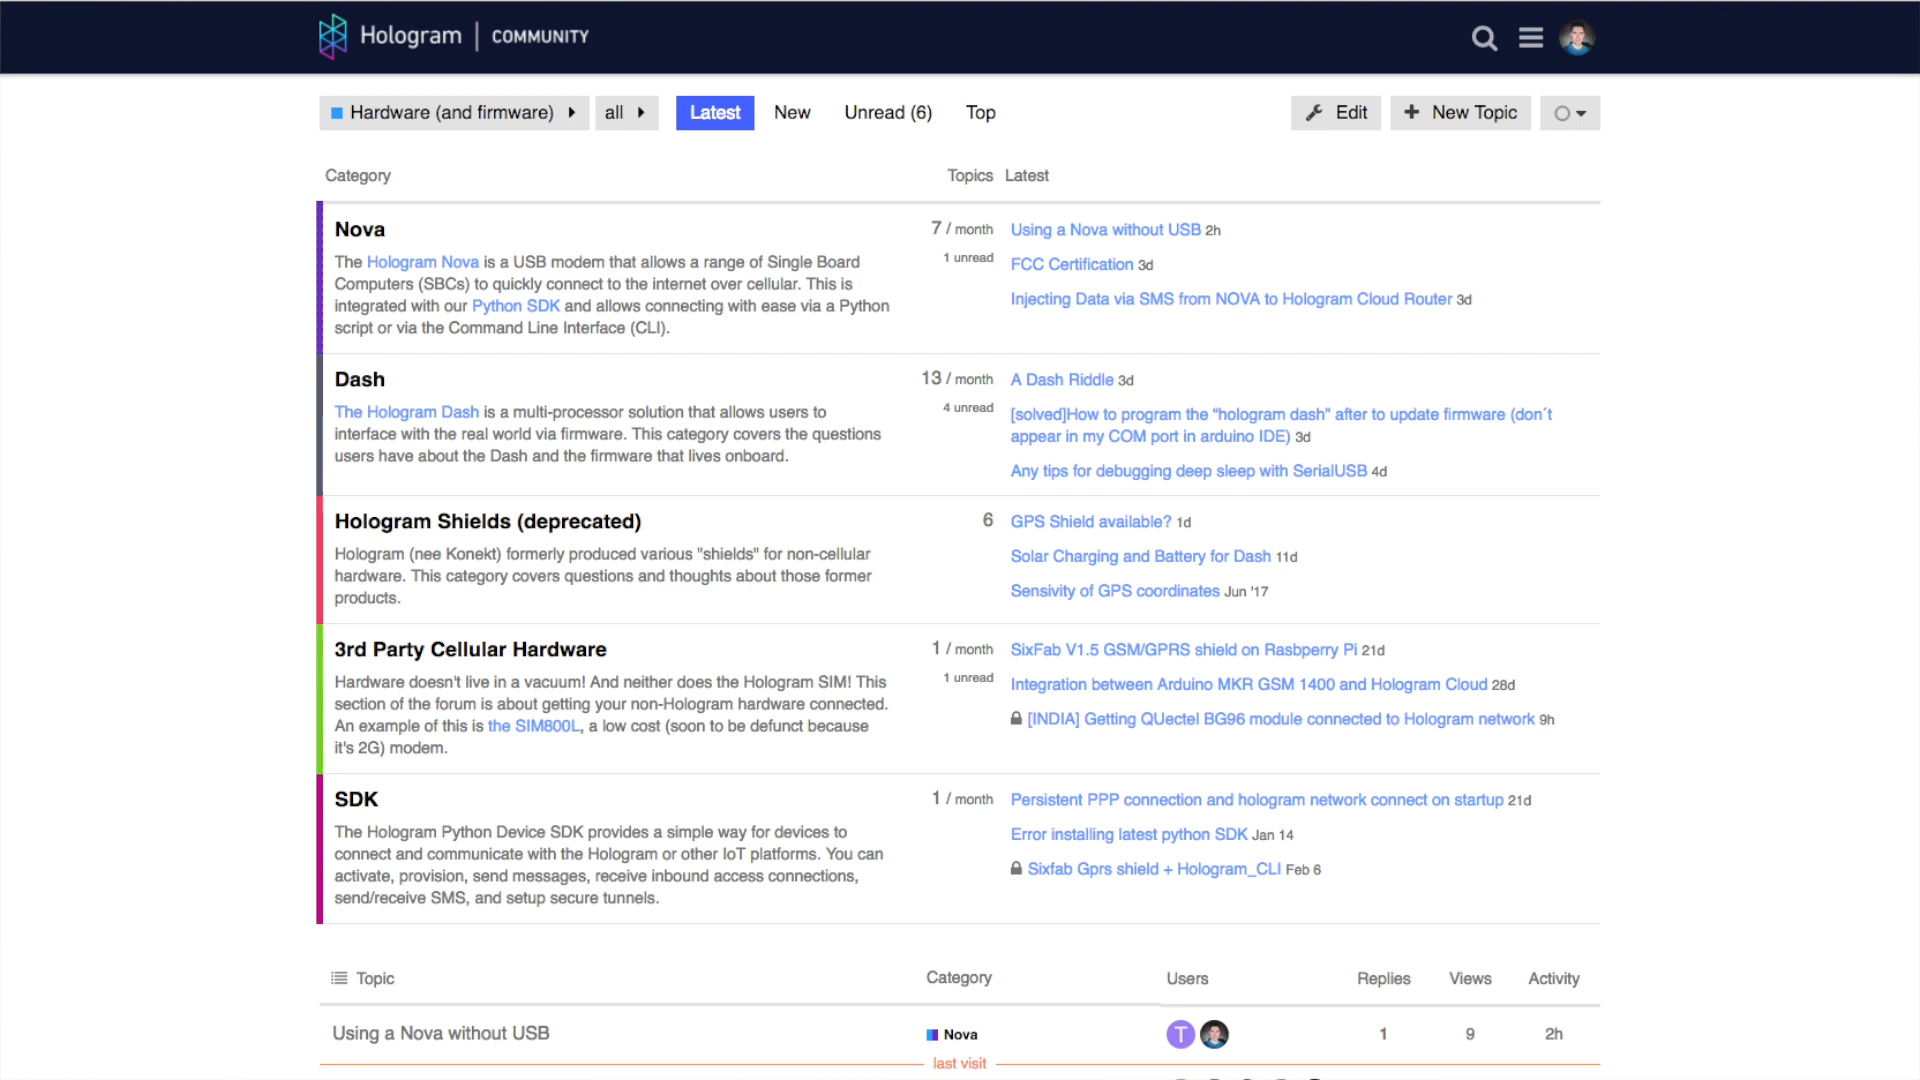 Hologram | COMMUNITY
Hardware (and firmware) all Latest New Unread (6) Top Edit New Topic
Category Topics Latest
Nova
The Hologram Nova is a USB modem that allows a range of Single Board
Computers (SBCs) to quickly connect to the internet over cellular. This is
integrated with our Python SDK and allows connecting with ease via a Python
script or via the Command Line Interface (CLI).
7 / month
1 unread
Using a Nova without USB 2h
FCC Certification 3d
Injecting Data via SMS from NOVA to Hologram Cloud Router 3d
Dash
The Hologram Dash is a multi-processor solution that allows users to
interface with the real world via firmware. This category covers the questions
users have about the Dash and the firmware that lives onboard.
13 / month
4 unread
A Dash Riddle 3d
[solved]How to program the “hologram dash” after to update firmware (don´t
appear in my COM port in arduino IDE) 3d
Any tips for debugging deep sleep with SerialUSB 4d
Hologram Shields (deprecated)
Hologram (nee Konekt) formerly produced various "shields" for non-cellular
hardware. This category covers questions and thoughts about those former
products.
6
GPS Shield available? 1d
Solar Charging and Battery for Dash 11d
Sensivity of GPS coordinates Jun '17
3rd Party Cellular Hardware
Hardware doesn't live in a vacuum! And neither does the Hologram SIM! This
section of the forum is about getting your non-Hologram hardware connected.
An example of this is the SIM800L, a low cost (soon to be defunct because
it's 2G) modem.
1 / month
1 unread
SixFab V1.5 GSM/GPRS shield on Rasbperry Pi 21d
Integration between Arduino MKR GSM 1400 and Hologram Cloud 28d
[INDIA] Getting QUectel BG96 module connected to Hologram network 9h
SDK
The Hologram Python Device SDK provides a simple way for devices to
connect and communicate with the Hologram or other IoT platforms. You can
activate, provision, send messages, receive inbound access connections,
send/receive SMS, and setup secure tunnels.
1 / month
Persistent PPP connection and hologram network connect on startup 21d
Error installing latest python SDK Jan 14
Sixfab Gprs shield + Hologram_CLI Feb 6
Topic Category Users Replies Views Activity
Using a Nova without USB Nova T 1 9 2h
last visit